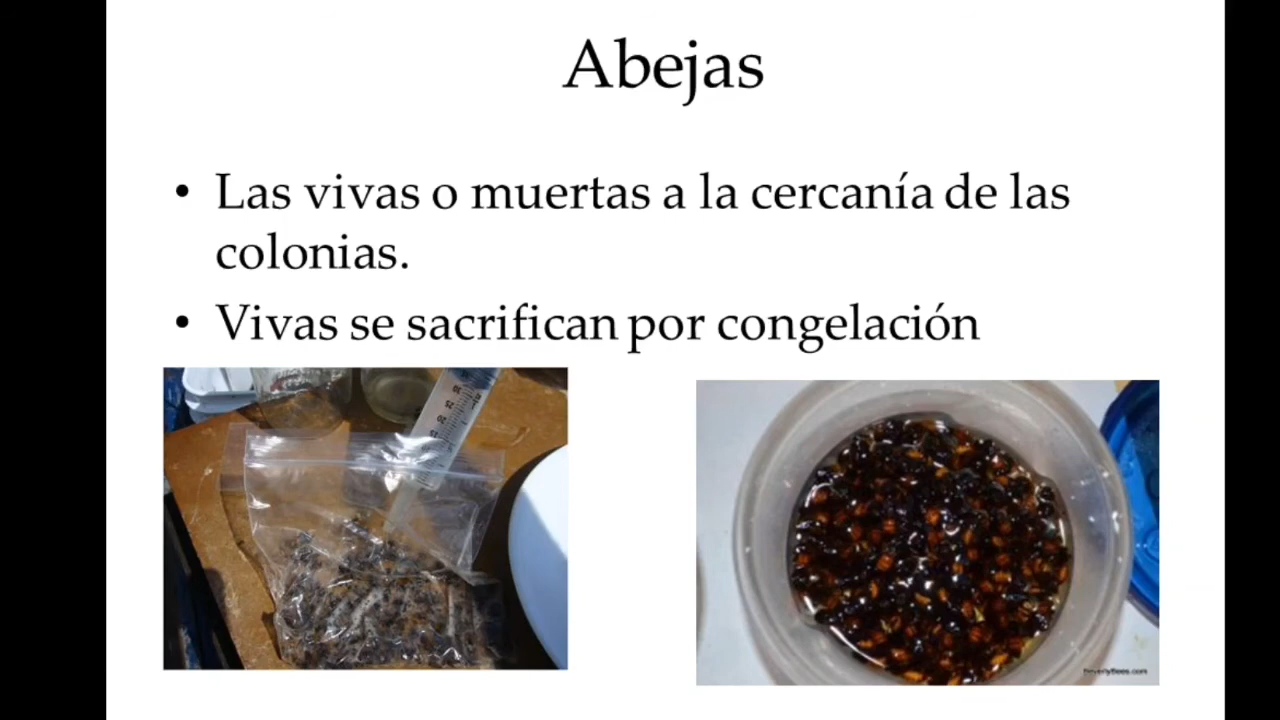 Abejas
• Las vivas o muertas a la cercanía de las
colonias.
• Vivas se sacrifican por congelación